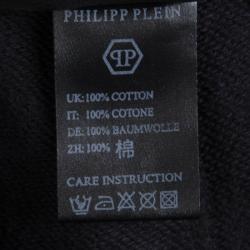 PHILIPP PLEIN
UK: 100% COTTON
IT: 100% COTONE
DE: 100% BAUMWOLLE
ZH: 100% 棉
CARE INSTRUCTION